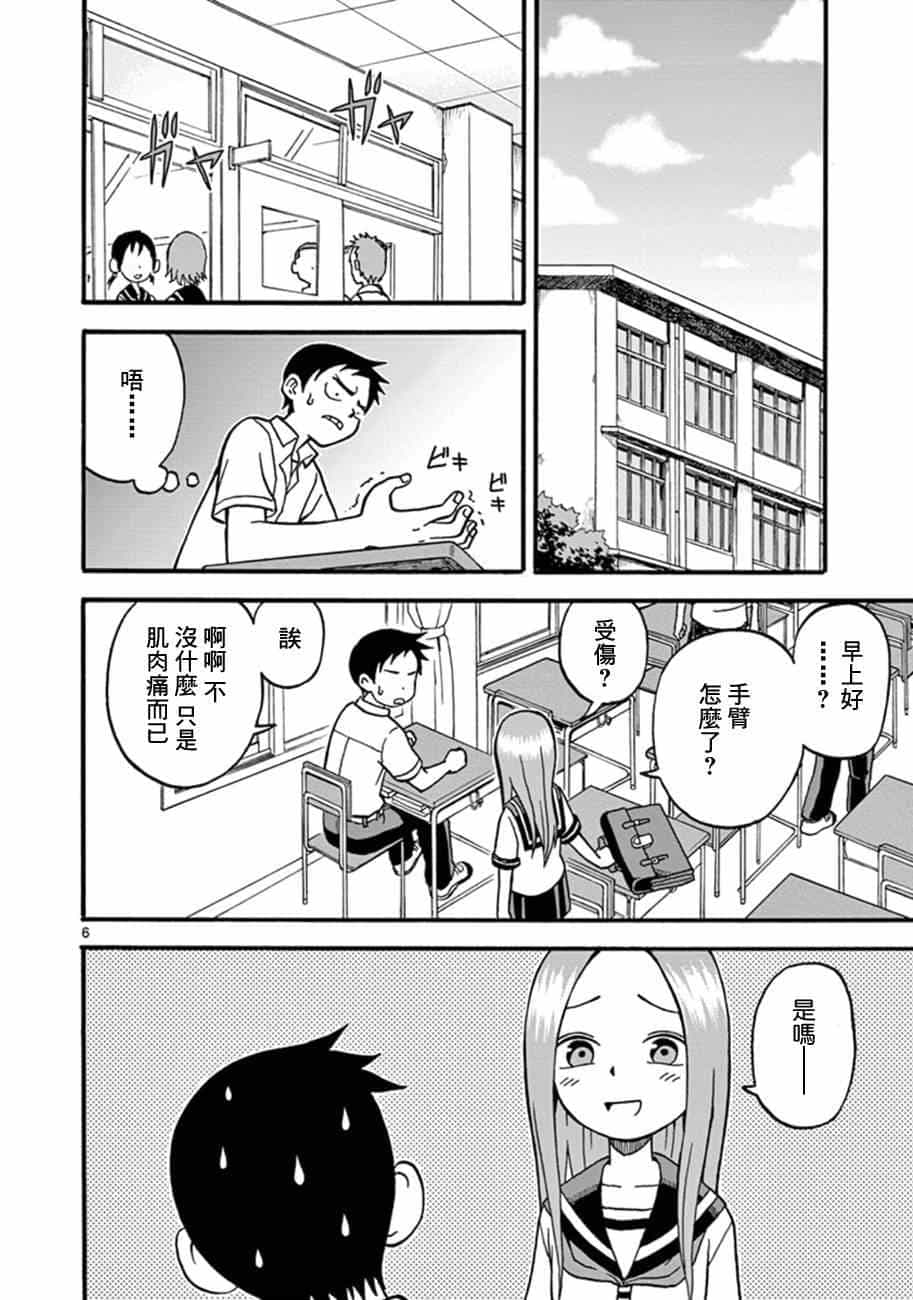 ガヤ
ガヤ
唔
……
ビキ
ビキ
早上好
……?
手臂
怎麼了?
受傷?
誒
啊啊 不
沒什麼 只是
肌肉痛而已
6
是嗎—